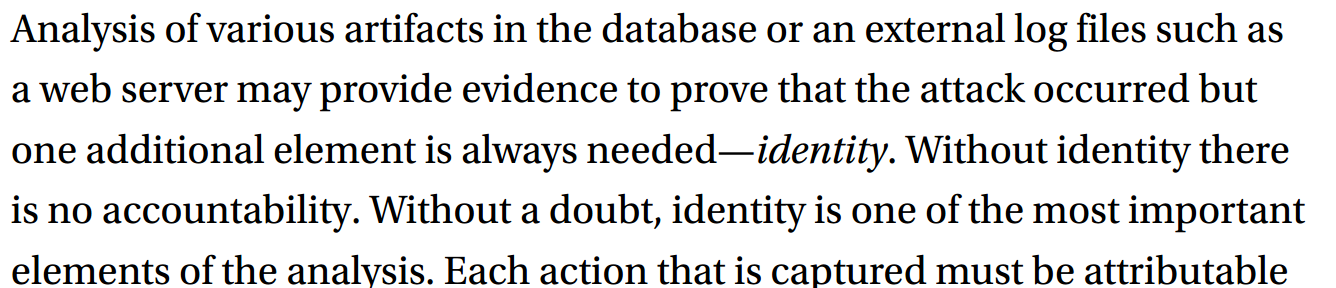 Analysis of various artifacts in the database or an external log files such as
a web server may provide evidence to prove that the attack occurred but
one additional element is always needed—identity. Without identity there
is no accountability. Without a doubt, identity is one of the most important
elements of the analysis. Each action that is captured must be attributable